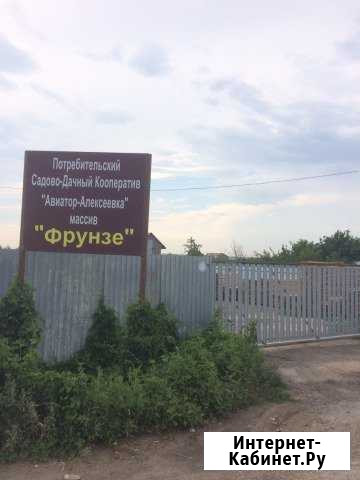 Потребительский
Садово-Дачный Кооператив
"Авиатор-Алексеевка"
массив
"Фрунзе"
Интернет-
Кабинет.Ру